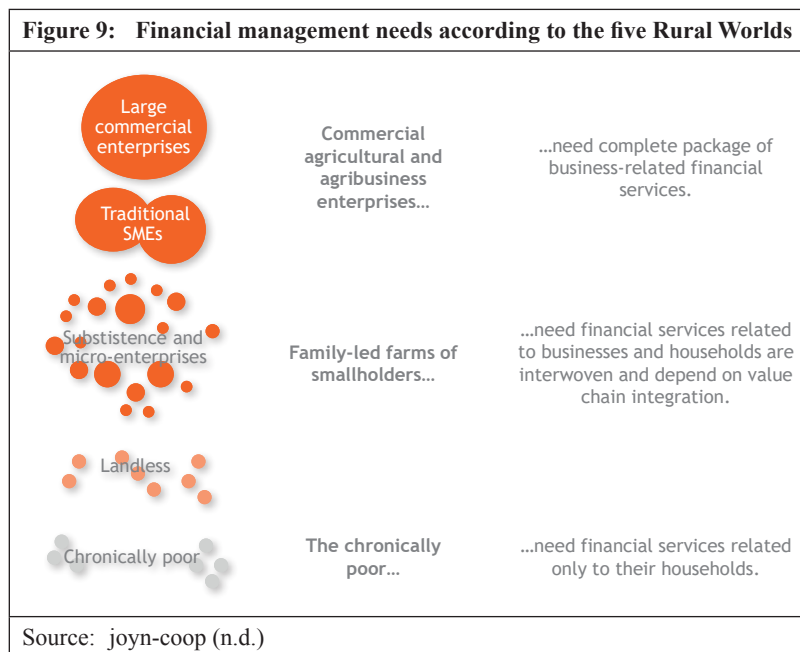 Figure 9: Financial management needs according to the five Rural Worlds
Large
commercial
enterprises
Commercial
agricultural and
agribusiness
enterprises…
…need complete package of
business-related financial
services.
Traditional
SMEs
Substistence and
micro-enterprises
Family-led farms of
smallholders…
…need financial services related
to businesses and households are
interwoven and depend on value
chain integration.
Landless
Chronically poor
The chronically
poor…
…need financial services related
only to their households.
Source: joyn-coop (n.d.)